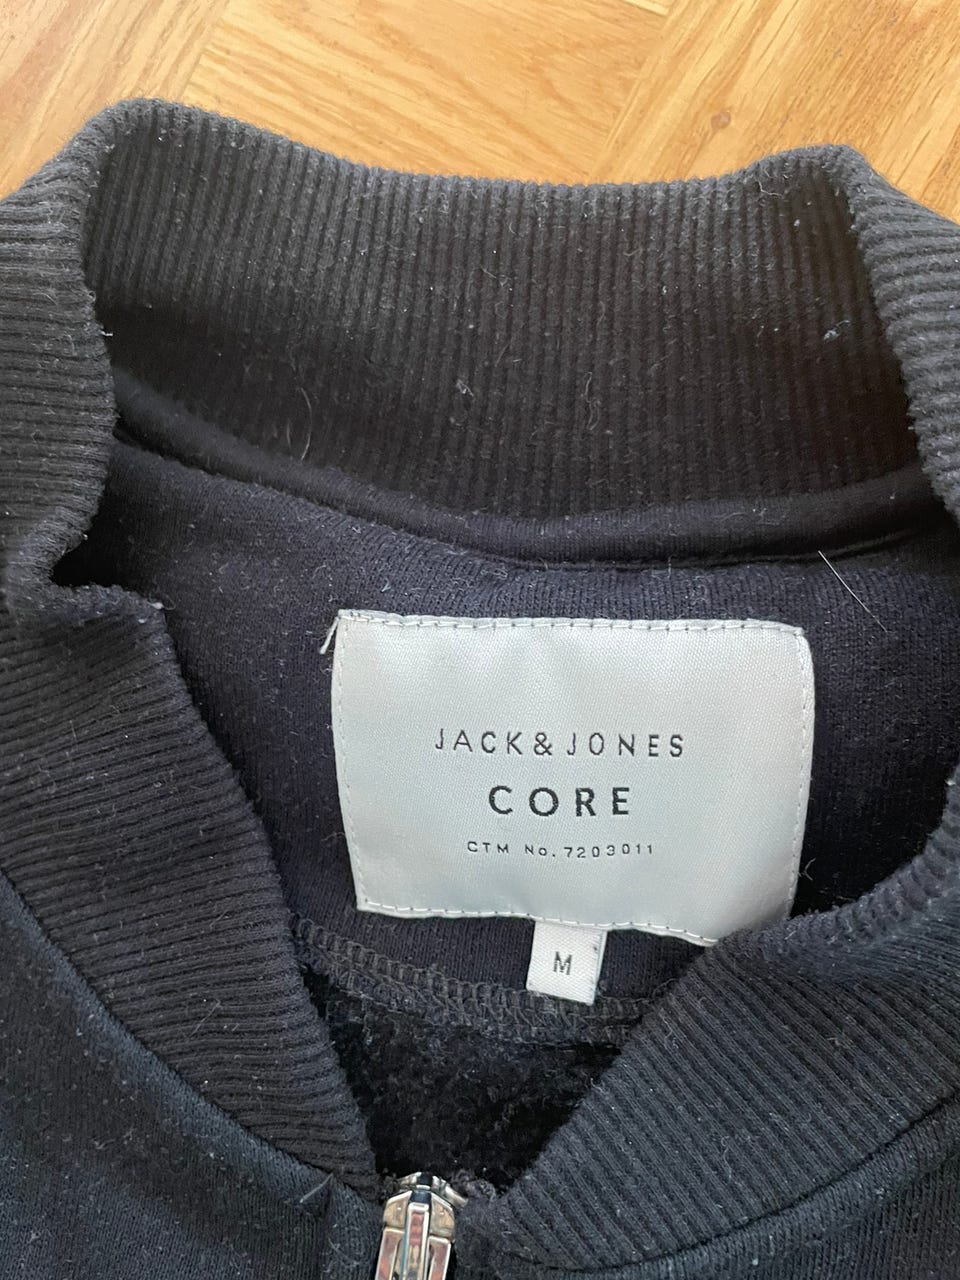 JACK & JONES
CORE
CTM No. 7203011
M